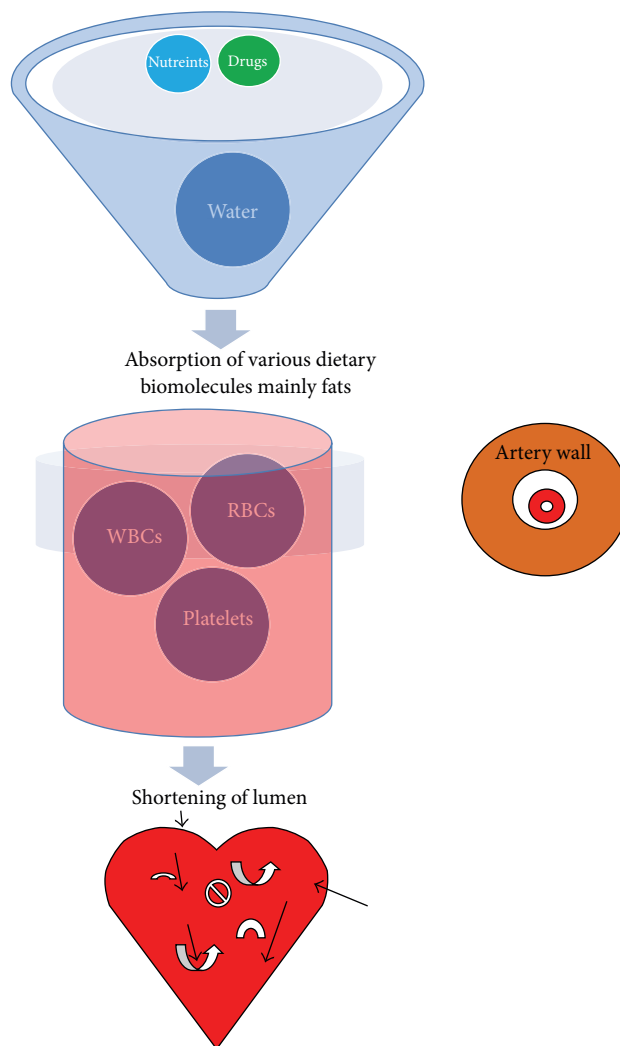 Nutreints
Drugs
Water
Absorption of various dietary
biomolecules mainly fats
Artery wall
RBCs
WBCs
Platelets
Shortening of lumen